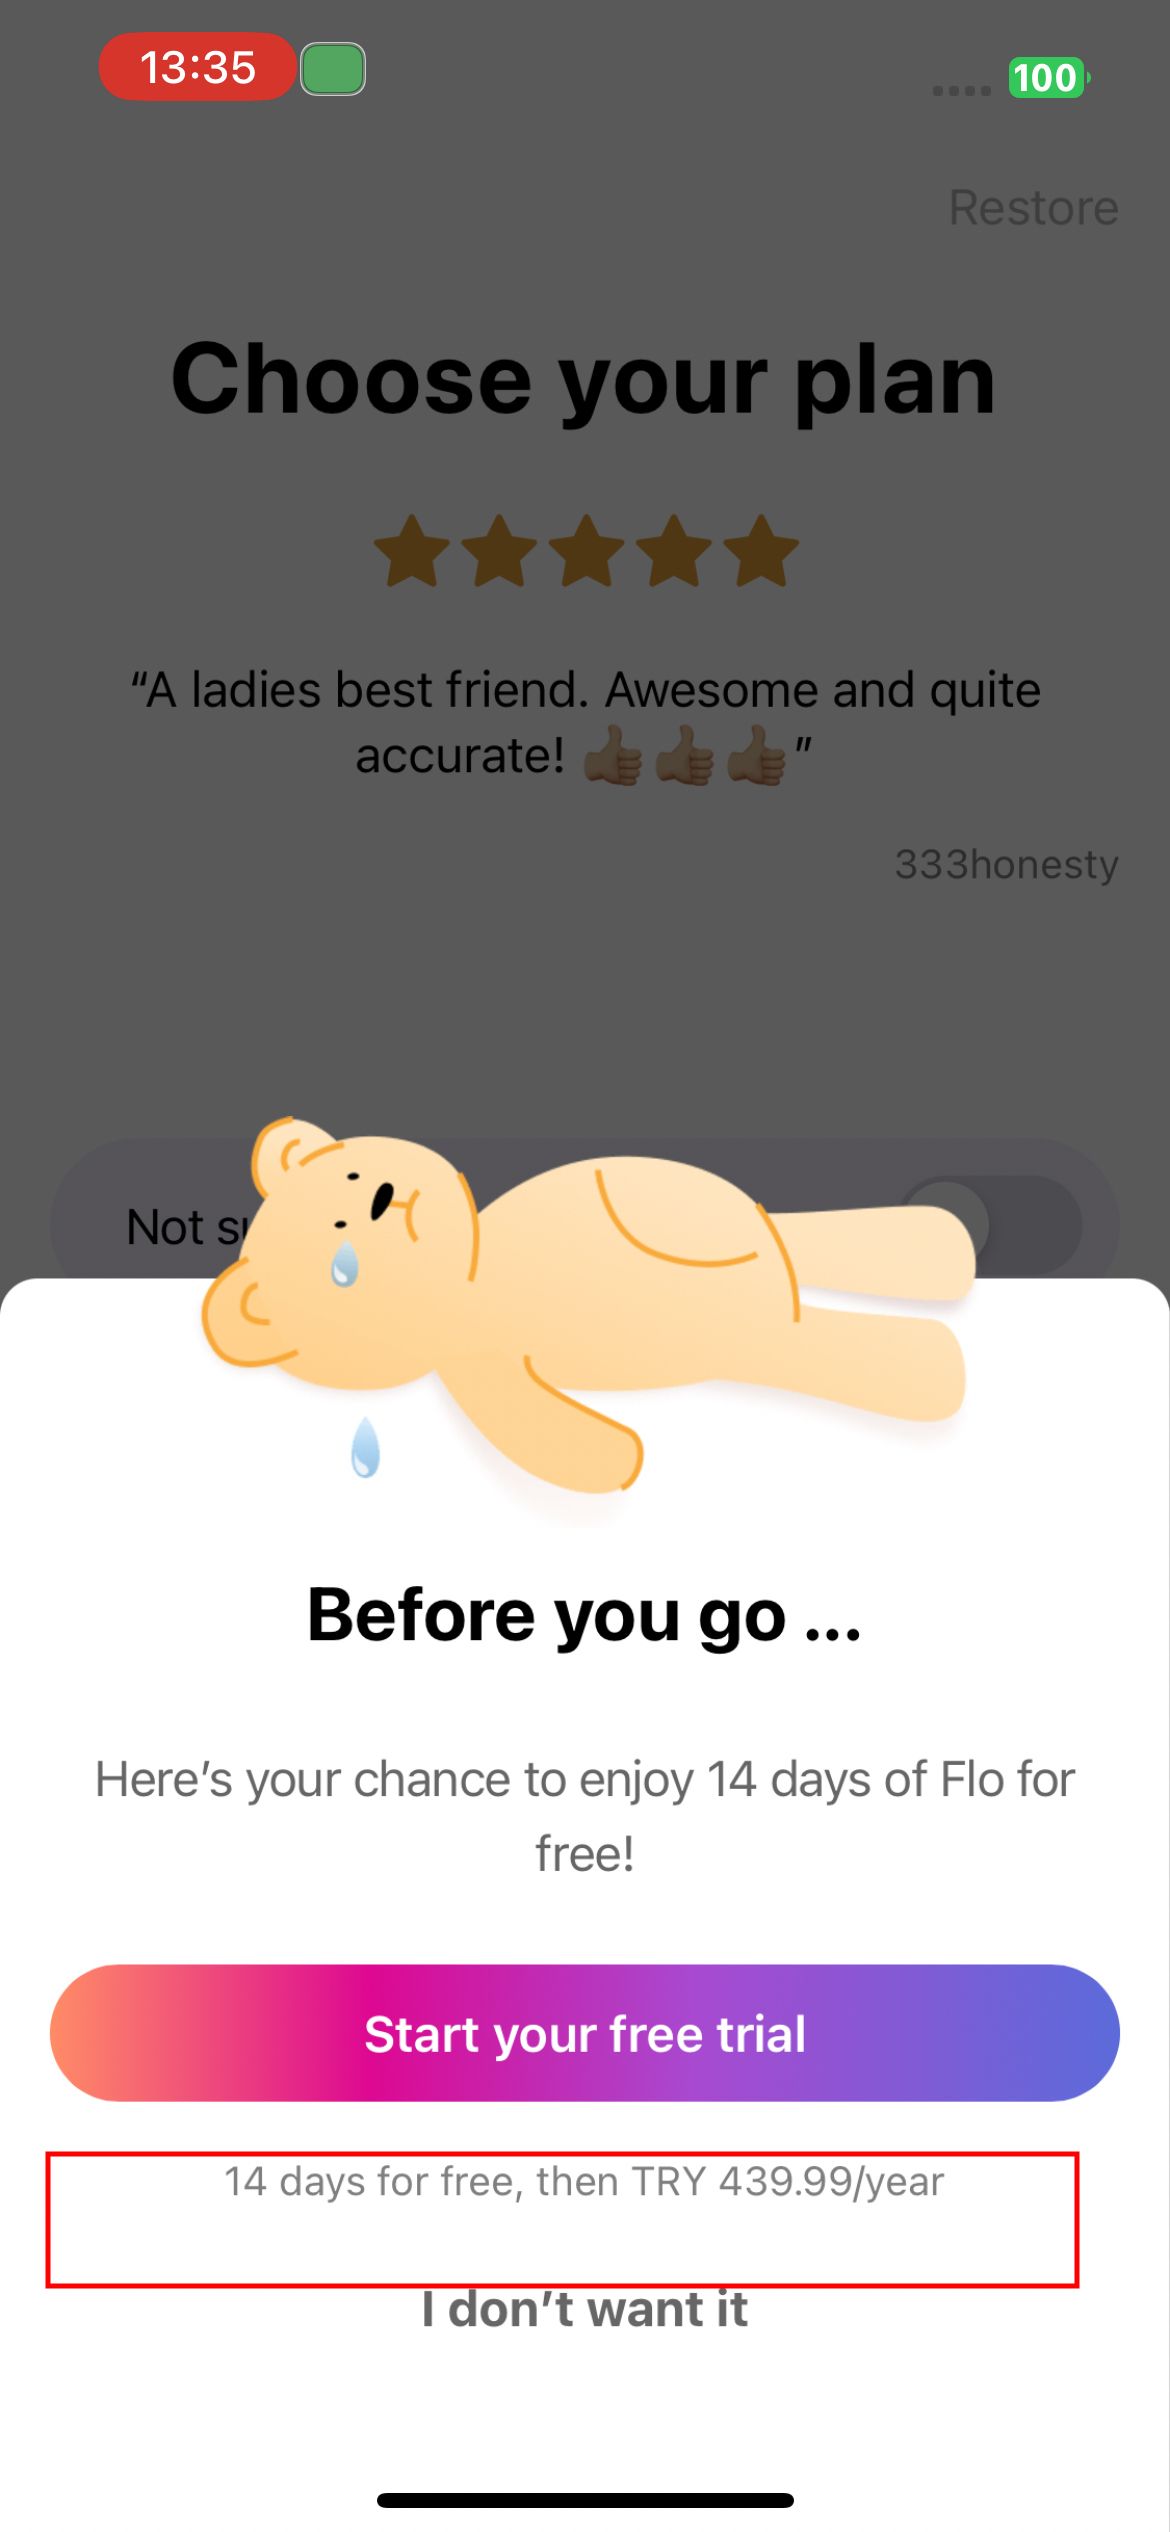 13:35
100
Restore
Choose your plan
“A ladies best friend. Awesome and quite
accurate! 👍🏼👍🏼👍🏼”
333honesty
Not
Before you go ...
Here’s your chance to enjoy 14 days of Flo for
free!
Start your free trial
14 days for free, then TRY 439.99/year
I don’t want it